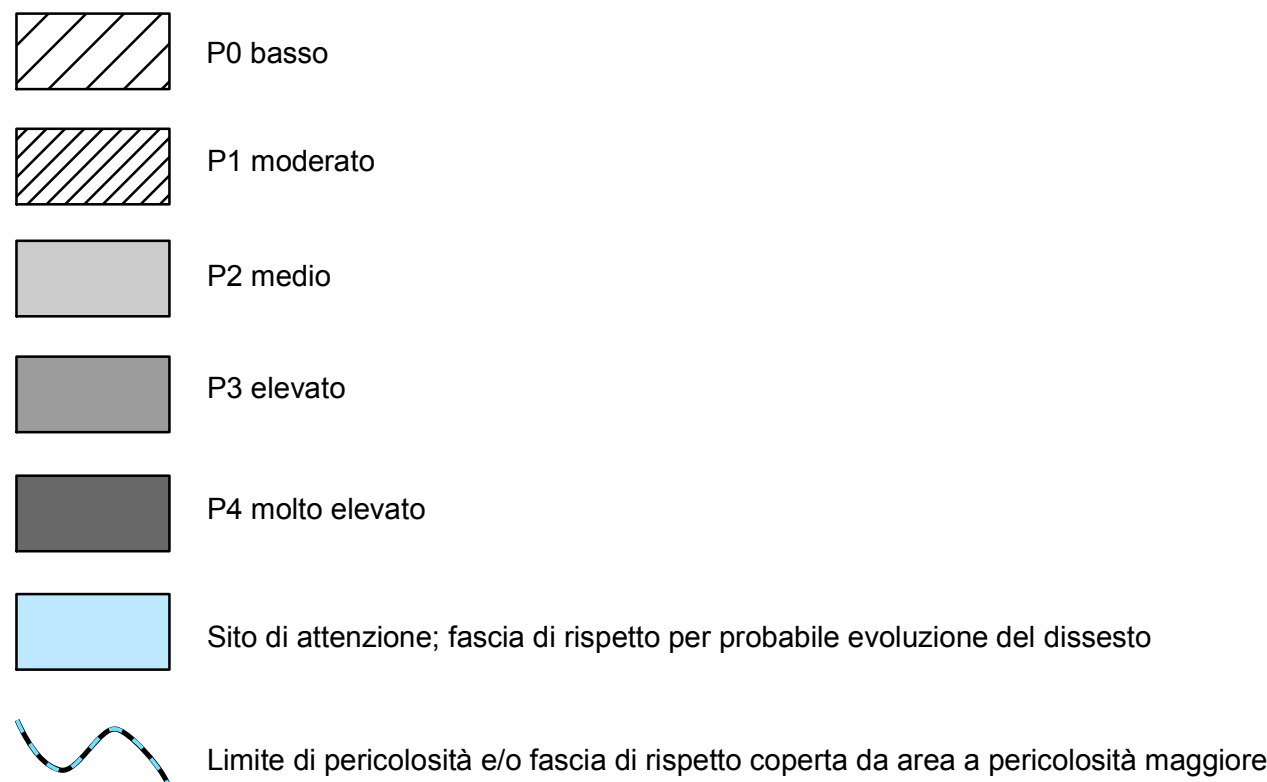 P0 basso
P1 moderato
P2 medio
P3 elevato
P4 molto elevato
Sito di attenzione; fascia di rispetto per probabile evoluzione del dissesto
Limite di pericolosità e/o fascia di rispetto coperta da area a pericolosità maggiore